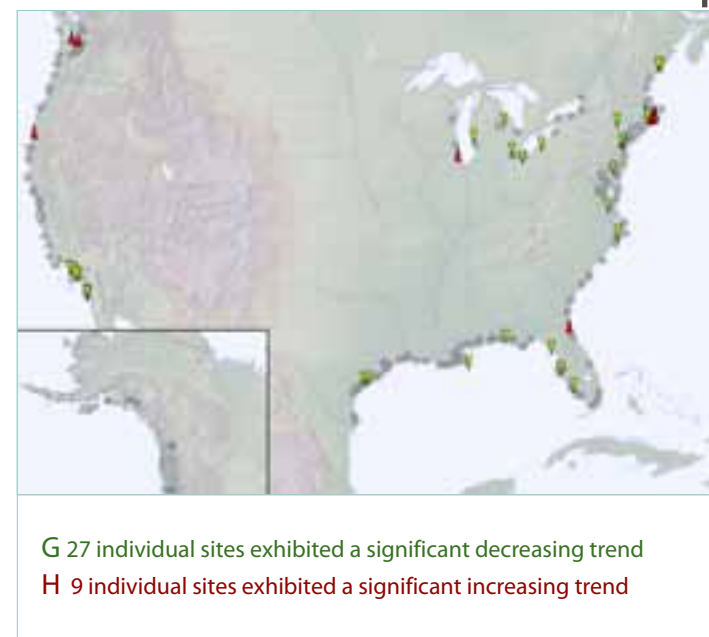 G 27 individual sites exhibited a significant decreasing trend
H 9 individual sites exhibited a significant increasing trend